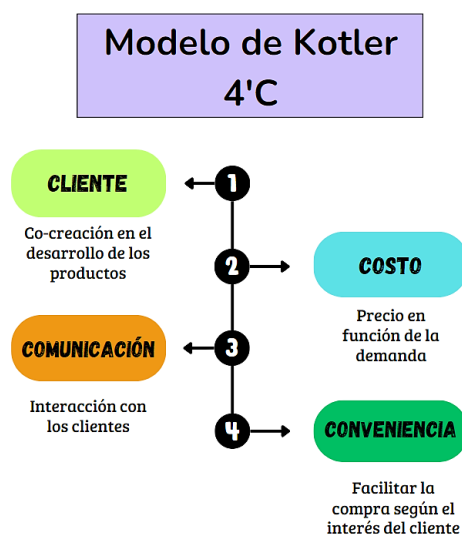 Modelo de Kotler
4'C
1
CLIENTE
Co-creación en el
desarrollo de los
productos
2
COSTO
Precio en
función de la
demanda
3
COMUNICACIÓN
Interacción con
los clientes
4
CONVENIENCIA
Facilitar la
compra según el
interés del cliente